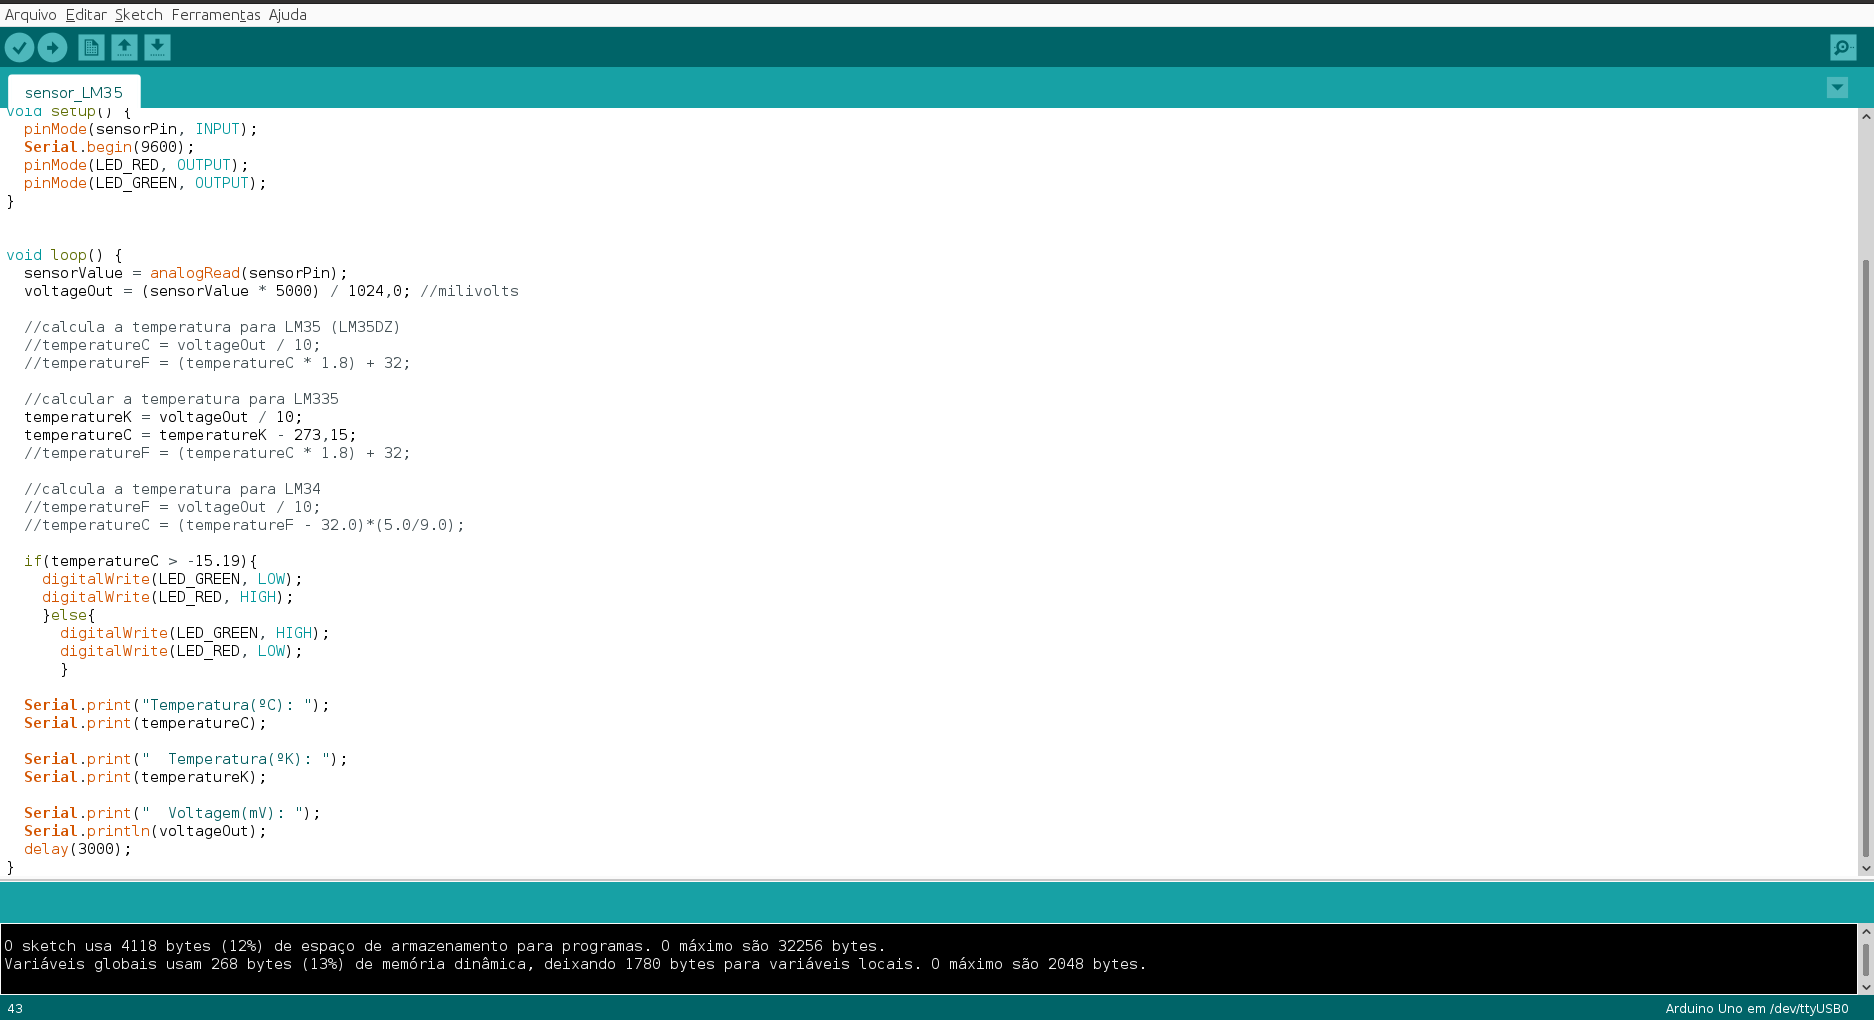 Arquivo Editar Sketch Ferramentas Ajuda
sensor_LM35
void setup() {
  pinMode(sensorPin, INPUT);
  Serial.begin(9600);
  pinMode(LED_RED, OUTPUT);
  pinMode(LED_GREEN, OUTPUT);
}
void loop() {
  sensorValue = analogRead(sensorPin);
  voltageOut = (sensorValue * 5000) / 1024,0; //milivolts
  //calcula a temperatura para LM35 (LM35DZ)
  //temperatureC = voltageOut / 10;
  //temperatureF = (temperatureC * 1.8) + 32;
  //calcular a temperatura para LM335
  temperatureK = voltageOut / 10;
  temperatureC = temperatureK - 273,15;
  //temperatureF = (temperatureC * 1.8) + 32;
  //calcula a temperatura para LM34
  //temperatureF = voltageOut / 10;
  //temperatureC = (temperatureF - 32.0)*(5.0/9.0);
  if(temperatureC > -15.19){
    digitalWrite(LED_GREEN, LOW);
    digitalWrite(LED_RED, HIGH);
    }else{
      digitalWrite(LED_GREEN, HIGH);
      digitalWrite(LED_RED, LOW);
      }
  Serial.print("Temperatura(ºC): ");
  Serial.print(temperatureC);
  Serial.print("  Temperatura(ºK): ");
  Serial.print(temperatureK);
  Serial.print("  Voltagem(mV): ");
  Serial.println(voltageOut);
  delay(3000);
}
O sketch usa 4118 bytes (12%) de espaço de armazenamento para programas. O máximo são 32256 bytes.
Variáveis globais usam 268 bytes (13%) de memória dinâmica, deixando 1780 bytes para variáveis locais. O máximo são 2048 bytes.
43
Arduino Uno em /dev/ttyUSB0